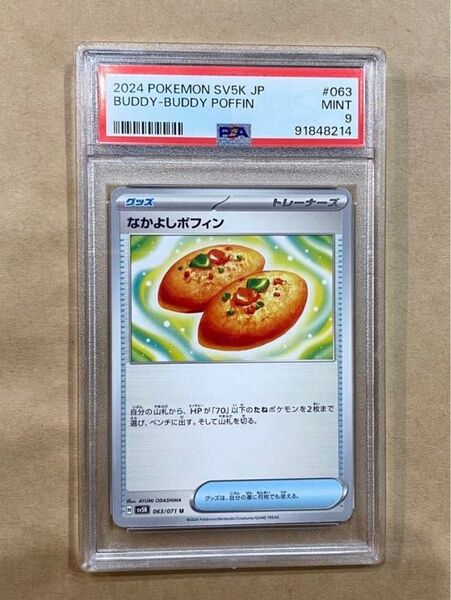 2024 POKEMON SV5K JP #063
BUDDY-BUDDY POFFIN MINT
9
PSA 91848214
グッズ トレーナーズ
なかよしポフィン
自分の山札から、HPが「70」以下のたねポケモンを2枚まで
選び、ベンチに出す。そして山札を切る。
Illus. AYUMI ODASHIMA
グッズは、自分の番に何枚でも使える。
SV5K 063/071 U
©2024 Pokémon/Nintendo/Creatures/GAME FREAK.